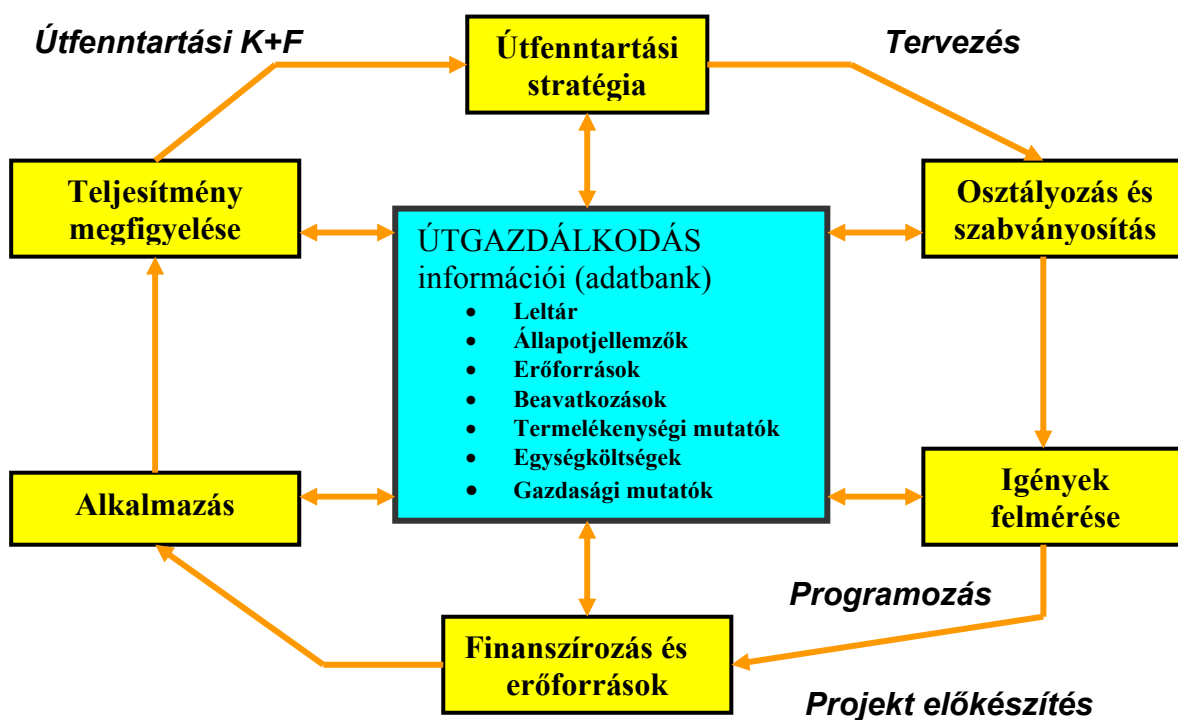 Útfenntartási K+F
Útfenntartási
stratégia
Tervezés
Teljesítmény
megfigyelése
Osztályozás és
szabványosítás
ÚTGAZDÁLKODÁS
információi (adatbank)
• Leltár
• Állapotjellemzők
• Erőforrások
• Beavatkozások
• Termelékenységi mutatók
• Egységköltségek
• Gazdasági mutatók
Alkalmazás
Igények
felmérése
Programozás
Finanszírozás és
erőforrások
Projekt előkészítés